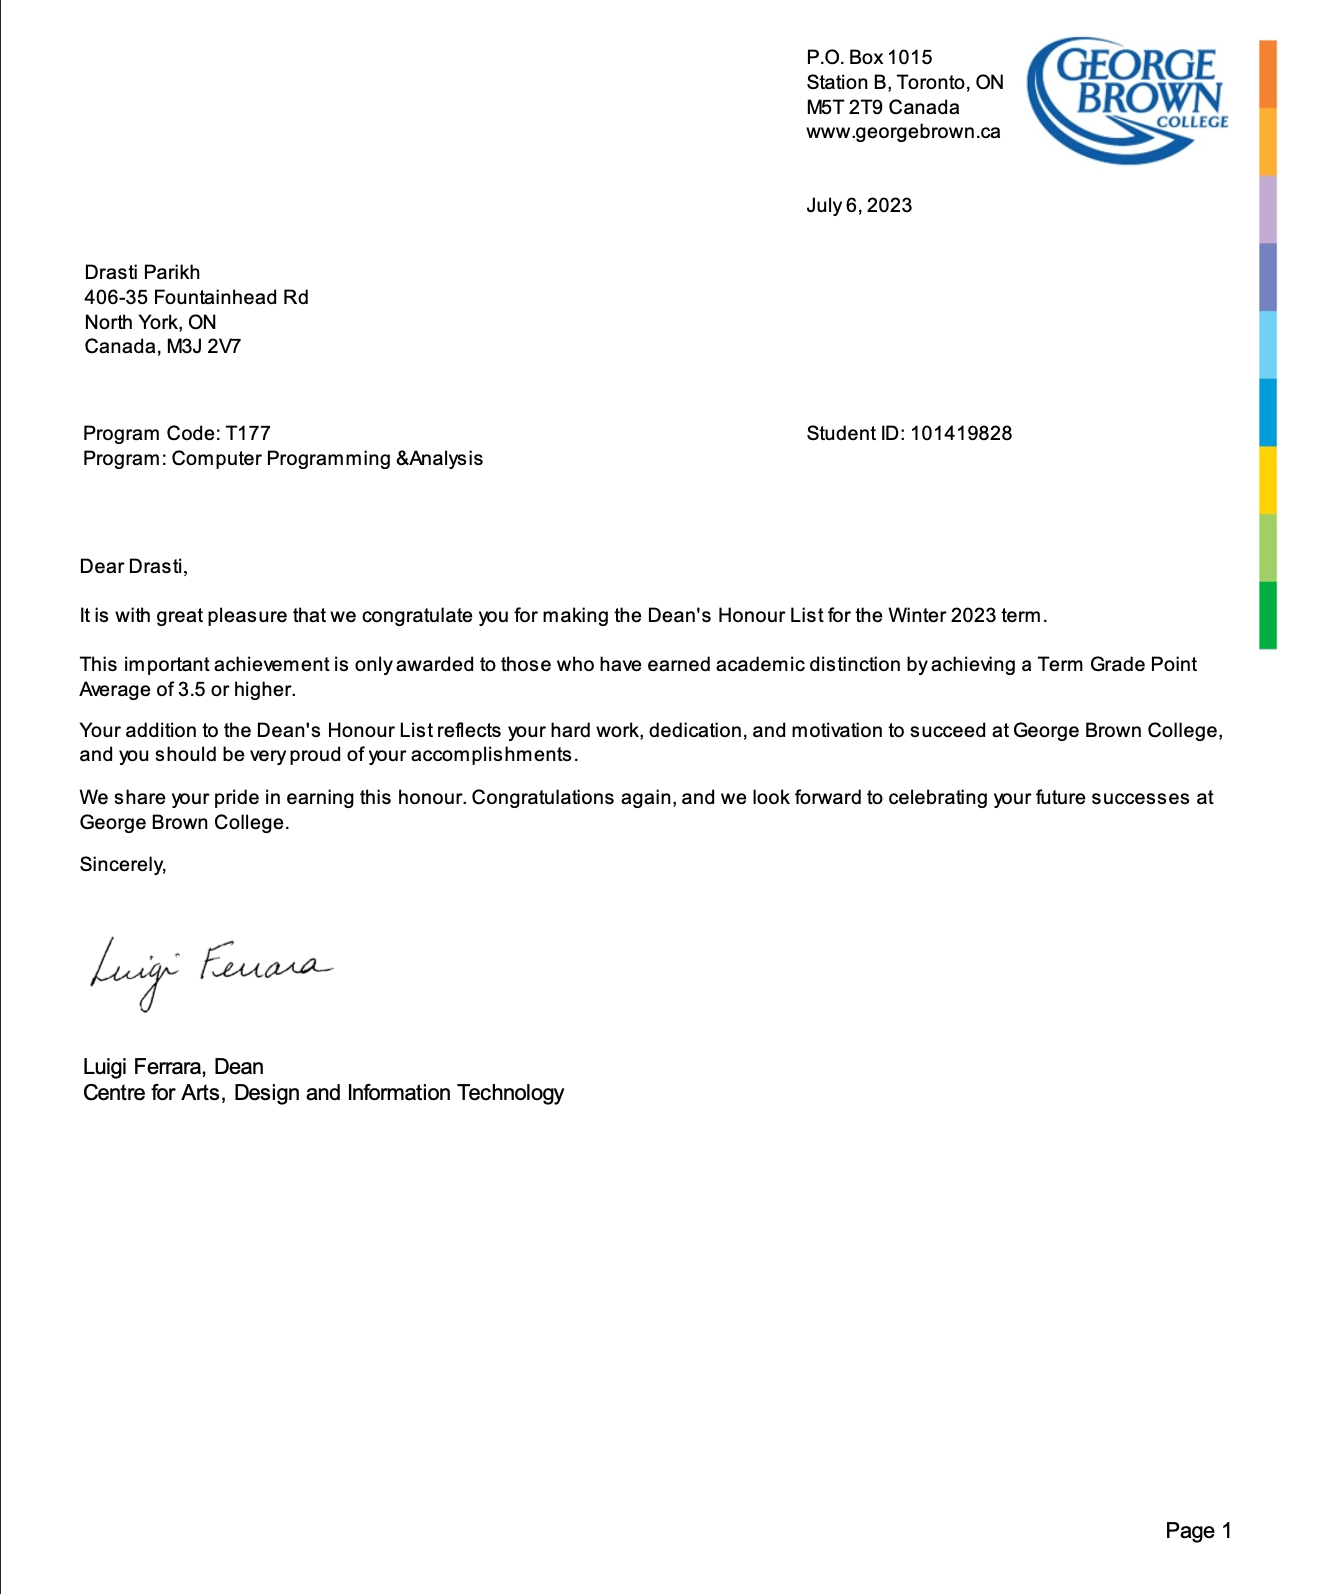 P.O. Box 1015
Station B, Toronto, ON
M5T 2T9 Canada
www.georgebrown.ca
GEORGE
BROWN
COLLEGE
July 6, 2023
Drasti Parikh
406-35 Fountainhead Rd
North York, ON
Canada, M3J 2V7
Program Code: T177
Student ID: 101419828
Program: Computer Programming &Analysis
Dear Drasti,
It is with great pleasure that we congratulate you for making the Dean's Honour List for the Winter 2023 term.
This important achievement is only awarded to those who have earned academic distinction by achieving a Term Grade Point
Average of 3.5 or higher.
Your addition to the Dean's Honour List reflects your hard work, dedication, and motivation to succeed at George Brown College,
and you should be very proud of your accomplishments.
We share your pride in earning this honour. Congratulations again, and we look forward to celebrating your future successes at
George Brown College.
Sincerely,
Luigi Ferrara
Luigi Ferrara, Dean
Centre for Arts, Design and Information Technology
Page 1